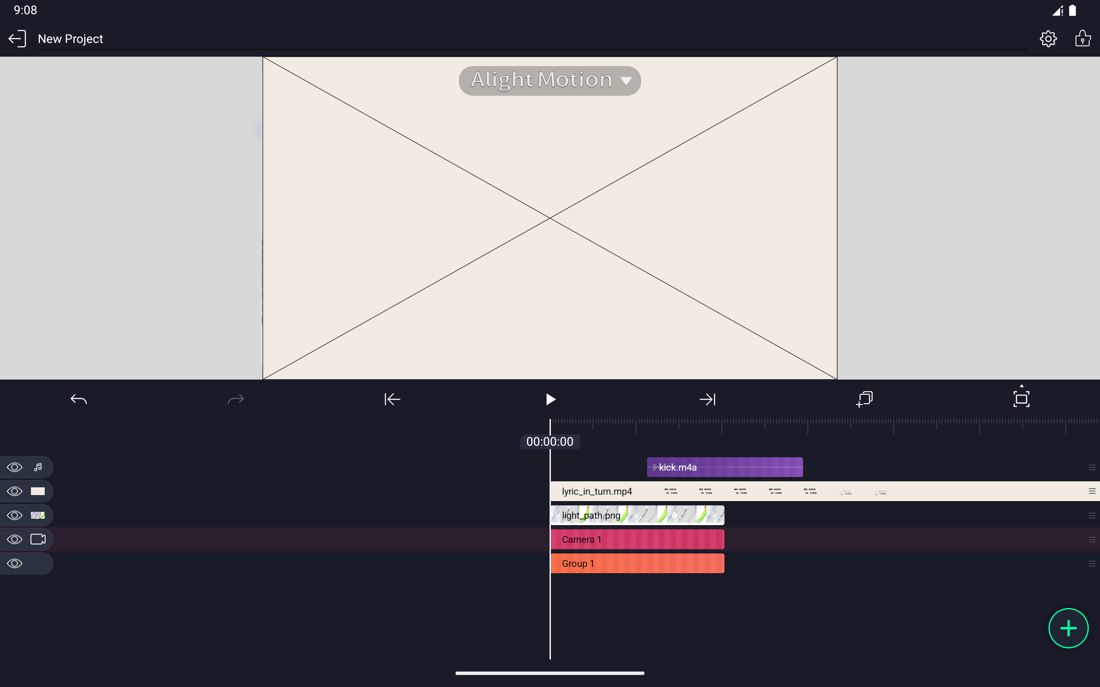 9:08
New Project
Alight Motion
00:00:00
kick.m4a
lyric_in_turn.mp4
light_path.png
Camera 1
Group 1